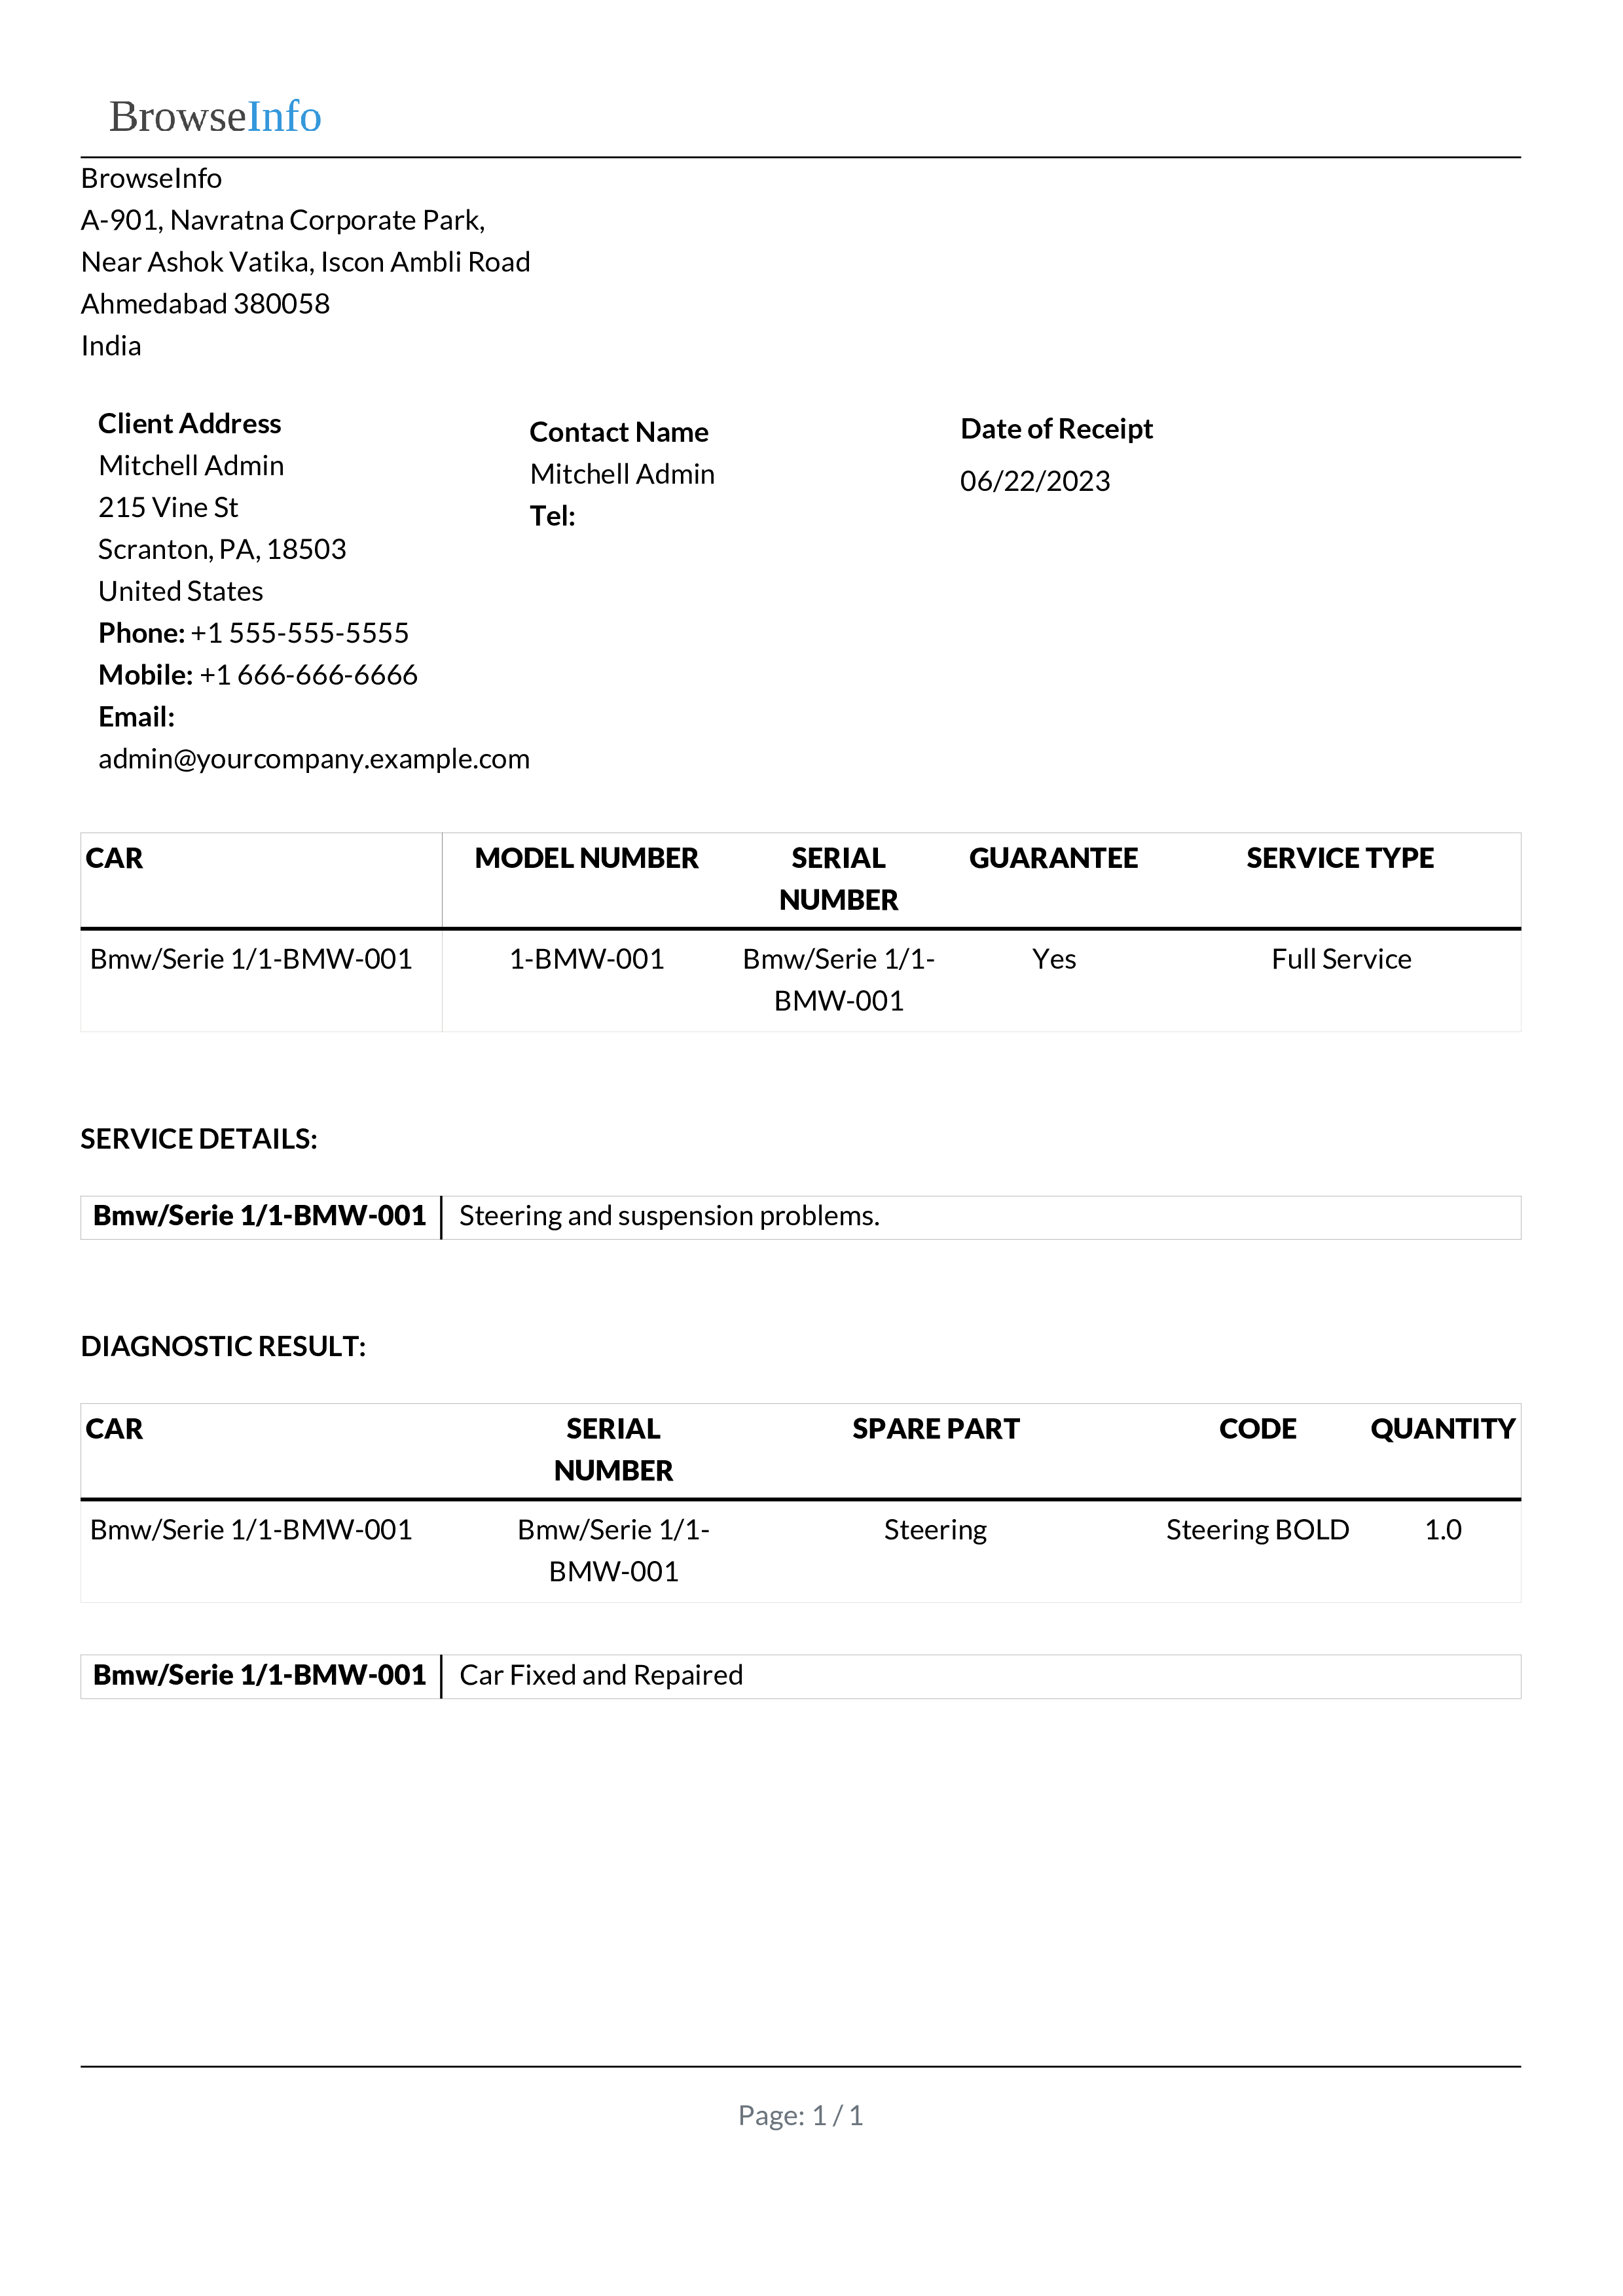 BrowseInfo
BrowseInfo
A-901, Navratna Corporate Park,
Near Ashok Vatika, Iscon Ambli Road
Ahmedabad 380058
India
Client Address
Mitchell Admin
215 Vine St
Scranton, PA, 18503
United States
Phone: +1 555-555-5555
Mobile: +1 666-666-6666
Email:
admin@yourcompany.example.com
Contact Name
Mitchell Admin
Tel:
Date of Receipt
06/22/2023
CAR MODEL NUMBER SERIAL NUMBER GUARANTEE SERVICE TYPE
Bmw/Serie 1/1-BMW-001 1-BMW-001 Bmw/Serie 1/1-BMW-001 Yes Full Service
SERVICE DETAILS:
Bmw/Serie 1/1-BMW-001 Steering and suspension problems.
DIAGNOSTIC RESULT:
CAR SERIAL NUMBER SPARE PART CODE QUANTITY
Bmw/Serie 1/1-BMW-001 Bmw/Serie 1/1-BMW-001 Steering Steering BOLD 1.0
Bmw/Serie 1/1-BMW-001 Car Fixed and Repaired
Page: 1 / 1